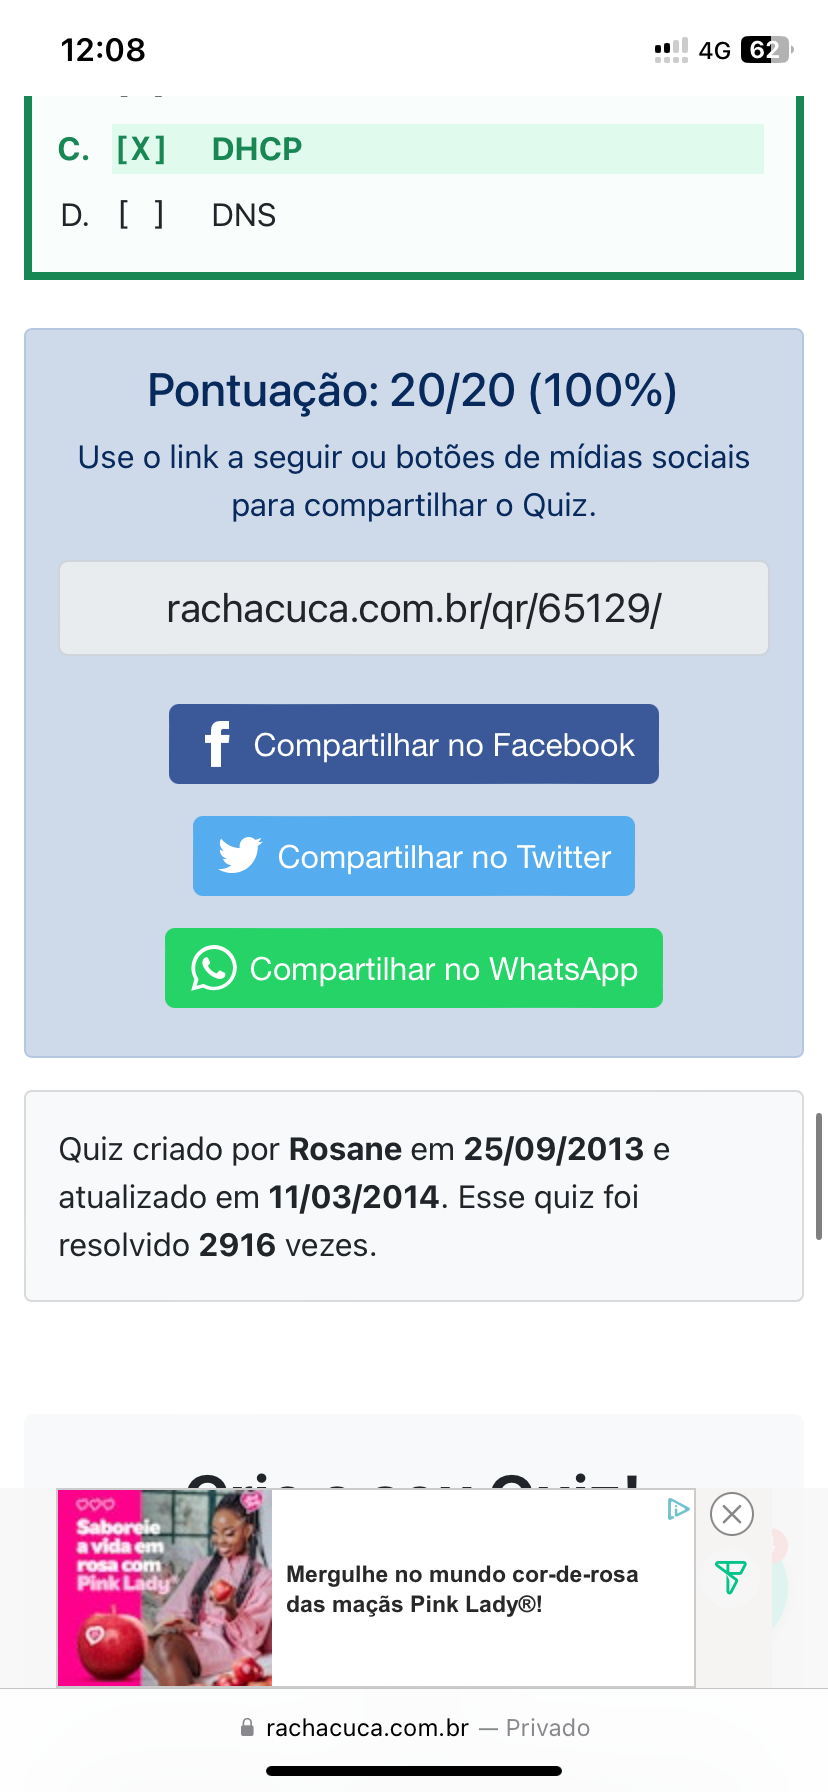 12:08
4G 62
C. [X] DHCP
D. [ ] DNS
Pontuação: 20/20 (100%)
Use o link a seguir ou botões de mídias sociais
para compartilhar o Quiz.
rachacuca.com.br/qr/65129/
Compartilhar no Facebook
Compartilhar no Twitter
Compartilhar no WhatsApp
Quiz criado por Rosane em 25/09/2013 e
atualizado em 11/03/2014. Esse quiz foi
resolvido 2916 vezes.
Saboreie
a vida em
rosa com
Pink Lady
Mergulhe no mundo cor-de-rosa
das maçãs Pink Lady®!
rachacuca.com.br — Privado